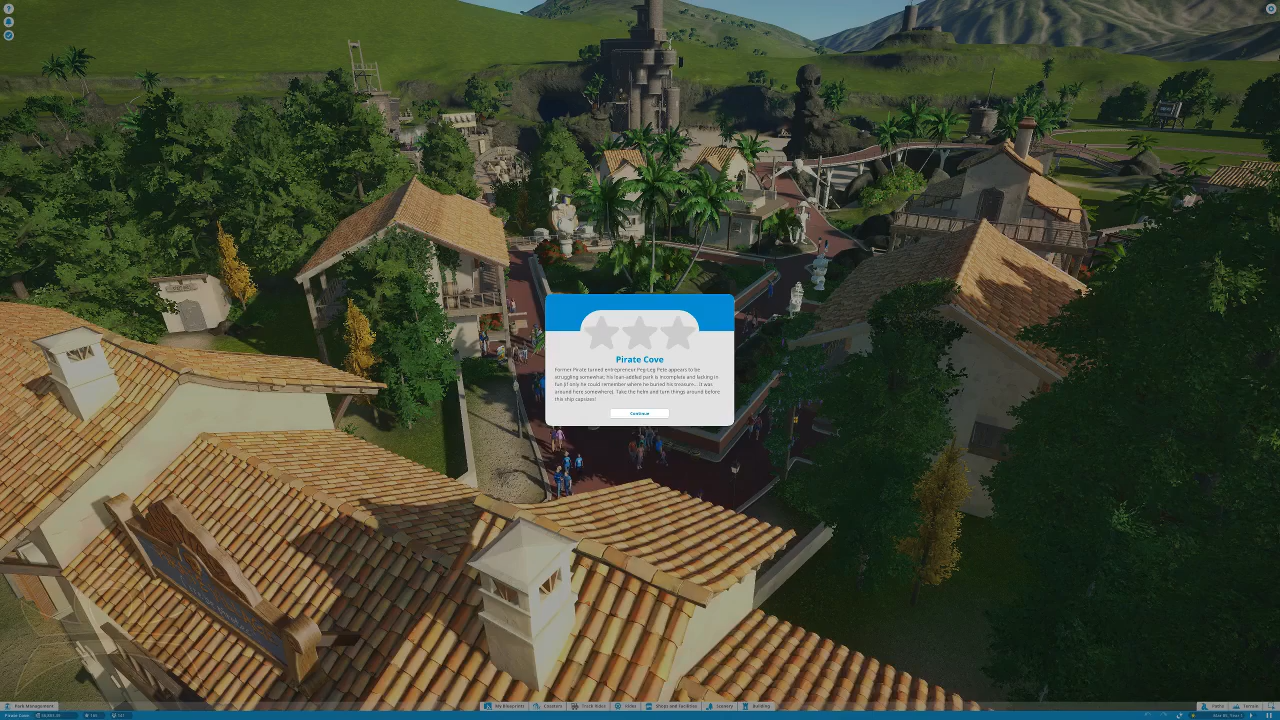 Pirate Cove
Former Pirate turned entrepreneur Peg-Leg Pete appears to be
struggling somewhat; his loan-addled park is incomplete and lacking in
fun (if only he could remember where he buried his treasure... it was
around here somewhere). Take the helm and turn things around before
this ship capsizes!
Continue
Park Management
My Blueprints
Coasters
Track Rides
Rides
Shops and Facilities
Scenery
Building
Paths
Terrain
Pirate Cove